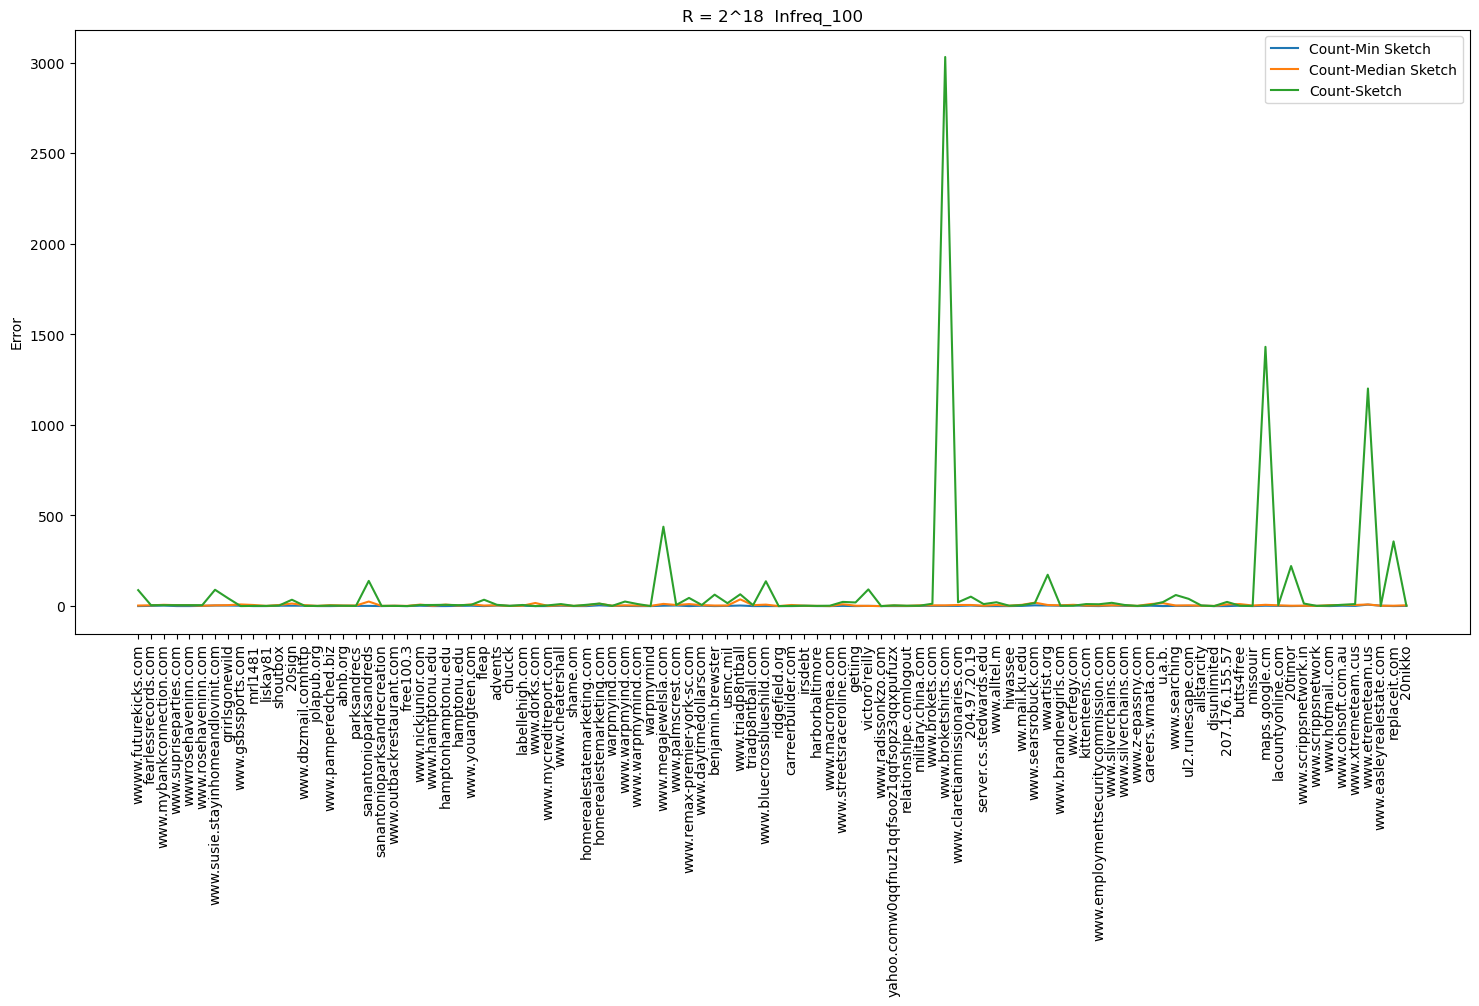 R = 2^18  Infreq_100
Count-Min Sketch
Count-Median Sketch
Count-Sketch
Error
3000
2500
2000
1500
1000
500
0
www.futurekicks.com
fearlessrecords.com
www.mybankconnection.com
www.supriseparties.com
wwwrosehaveninn.com
www.rosehaveninn.com
www.susie.stayinhomeandlovinit.com
grirlsgonewild
www.gsbssports.com
mrl1481
liskay81
shoutbox
20sign
www.dbzmail.comhttp
jolapub.org
www.pamperedched.biz
abnb.org
parksandrecs
sanantonioparksandreds
sanantonioparksandrecreation
www.outbackrestaurant.com
free100.3
www.nickjunior.com
www.hamtptonu.edu
hamptonhamptonu.edu
hamptonu.edu
www.youangteen.com
fleap
advents
chucck
labellehigh.com
www.dorks.com
www.mycreditreport.com
www.cheatershall
shame.om
homerealestatemarketing.com
homerealestemarketing.com
warpmynd.com
www.warpmynd.com
www.warpmymind.com
warpmymind
www.megajewelsla.com
www.palmscrest.com
www.remax-premier-york-sc.com
www.daytimedollarscom
benjamin.brewster
usmc,mil
www.triadp8ntball
triadp8ntball.com
www.bluecrossblueshild.com
ridgefield.org
carreerbuilder.com
irsdebt
harborbaltimore
www.macromea.com
www.streetsraceroline.com
getiing
victorreilly
www.radissonkzo.com
yahoo.comw0qqfnuz1qqfsooz1qqfsopz3qqxpufuzx
relationshipe.comlogout
military.china.com
www.brokets.com
www.broketshirts.com
www.claretianmissionaries.com
204.97.20.19
server.cs.stedwards.edu
www.alltel.m
hiwassee
ww.mail.ki.edu
www.searsrobuck.com
wwartist.org
www.brandnewgirls.com
ww.cerfegy.com
kittenteens.com
www.employmentsecuritycommission.com
www.sliverchains.com
www.silverchains.com
www.z-epassny.com
careers.wmata.com.
u.a.b.
www.searching
ul2.runescape.com
allstarcity
djsunlimited
207.176.155.57
butts4free
missouir
maps.google.cm
lacountyonline.com
20timor
www.scrippsnetwork.in
www.scrippsnetwork
www.hotmail..com
www.cohsoft.com.au
www.xtremeteam.cus
www.etremeteam.us
www.easleyrealestate.com
replaceit.com
20nikko